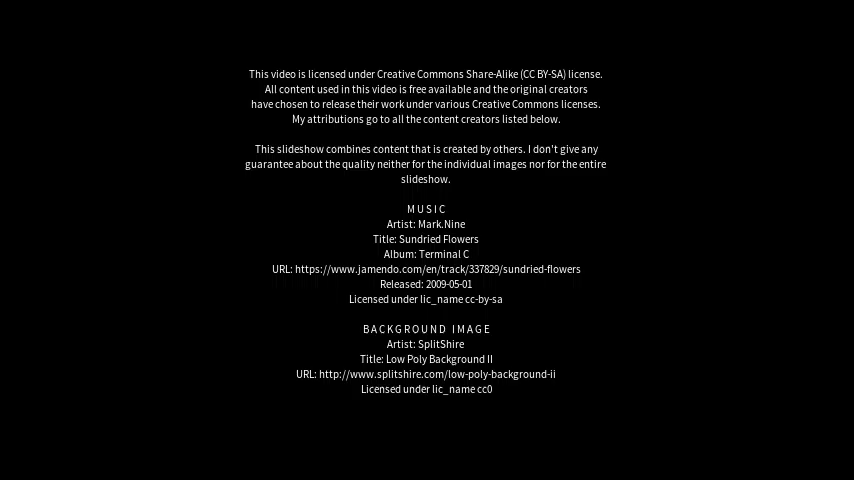 This video is licensed under Creative Commons Share-Alike (CC BY-SA) license.
All content used in this video is free available and the original creators
have chosen to release their work under various Creative Commons licenses.
My attributions go to all the content creators listed below.
This slideshow combines content that is created by others. I don't give any
guarantee about the quality neither for the individual images nor for the entire
slideshow.
MUSIC
Artist: Mark.Nine
Title: Sundried Flowers
Album: Terminal C
URL: https://www.jamendo.com/en/track/337829/sundried-flowers
Released: 2009-05-01
Licensed under lic_name cc-by-sa
BACKGROUND IMAGE
Artist: SplitShire
Title: Low Poly Background II
URL: http://www.splitshire.com/low-poly-background-ii
Licensed under lic_name cc0